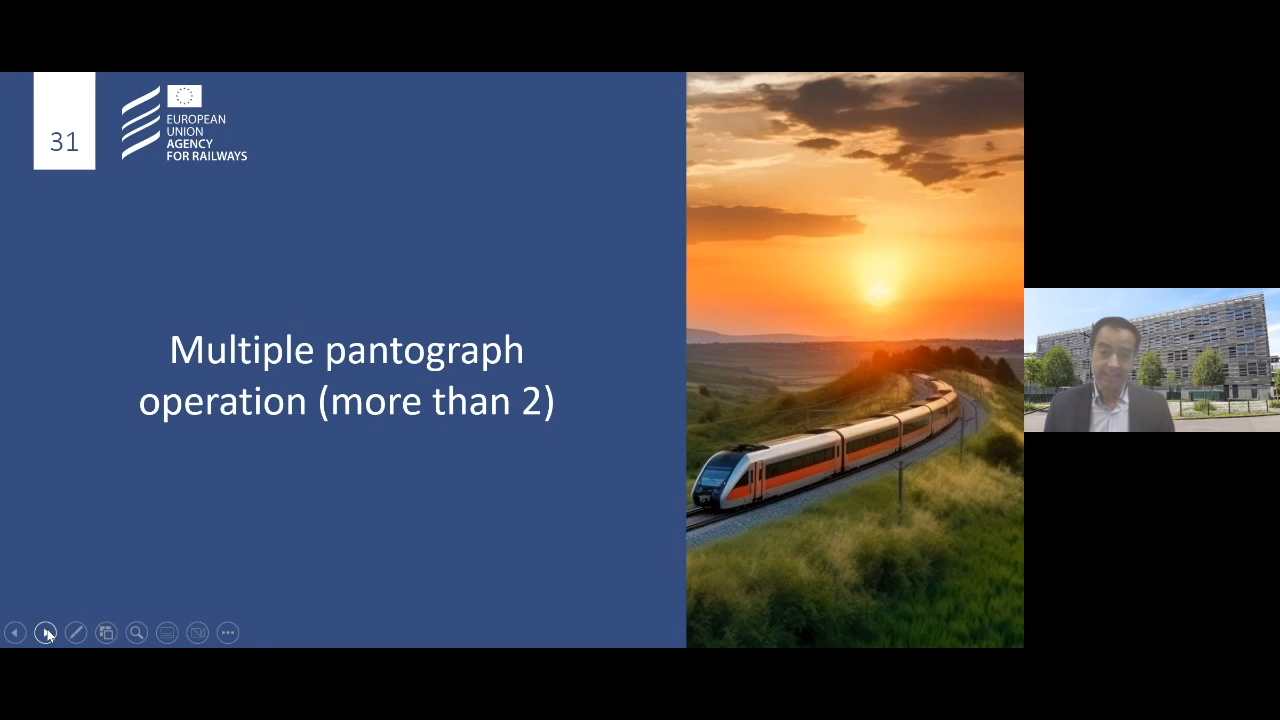 31
EUROPEAN
UNION
AGENCY
FOR RAILWAYS
Multiple pantograph
operation (more than 2)